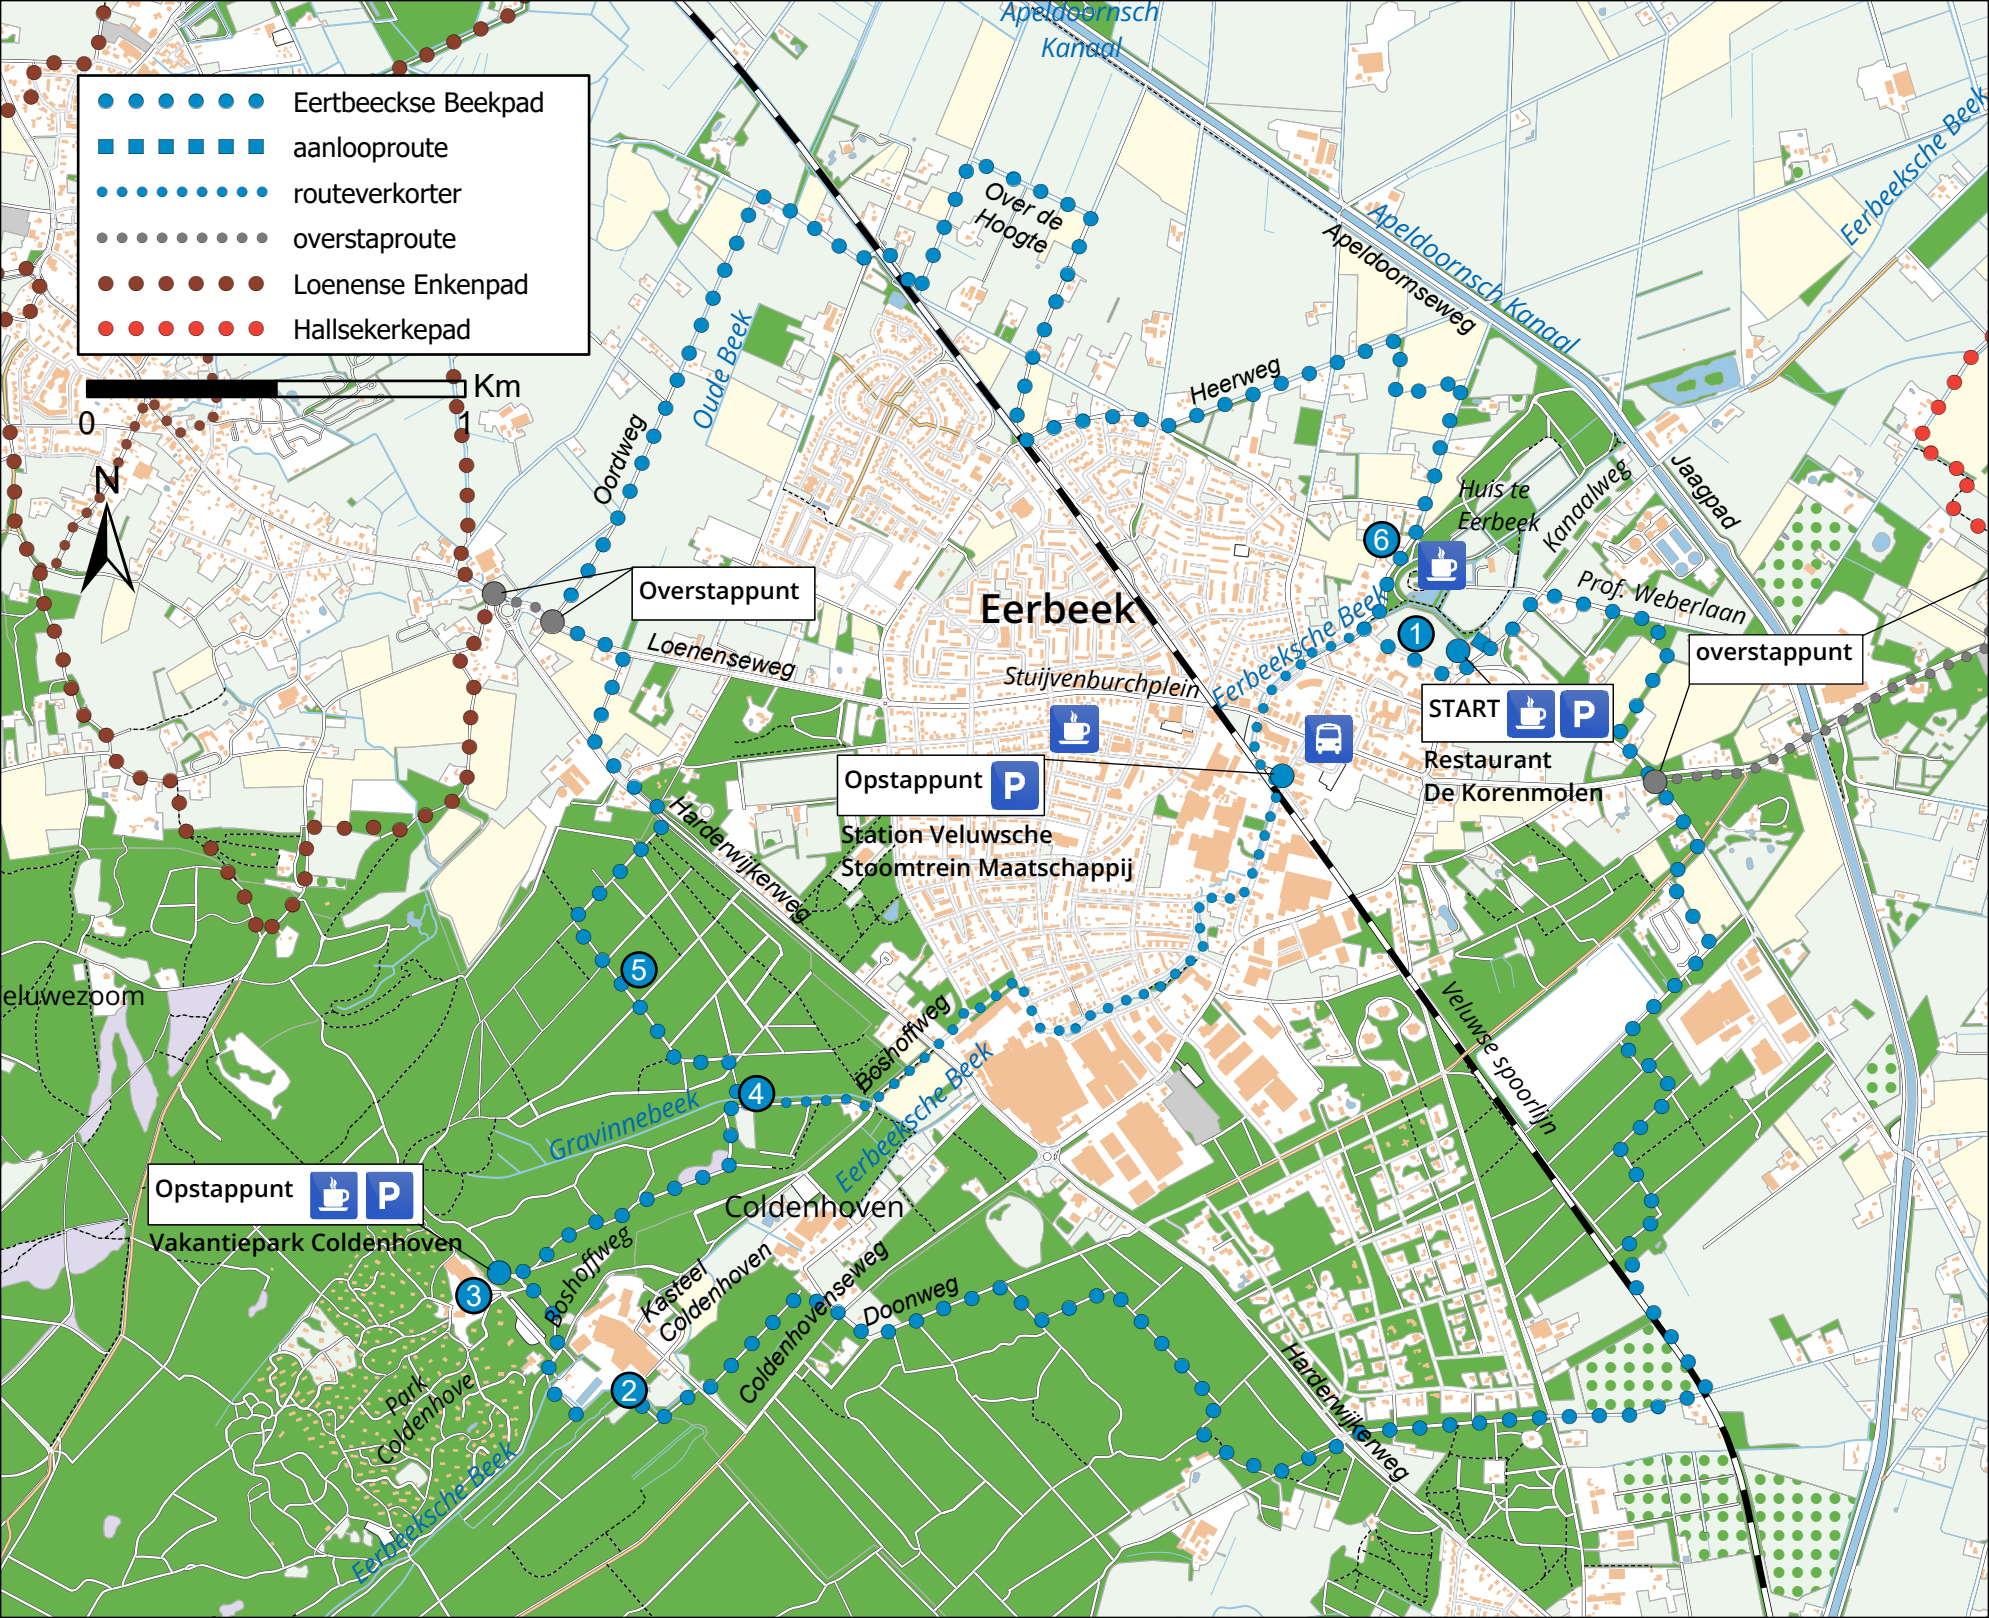 Apeldoornsch
Kanaal
Eertbeeckse Beekpad
aanlooproute
routeverkorter
overstaproute
Loenense Enkenpad
Hallsekerkepad
Km
0
1
N
Eerbeeksche Beek
Over de
Hoogte
Apeldoornsch Kanaal
Apeldoornseweg
Oude Beek
Heerweg
Oordweg
Jaagpad
Kanaalweg
Huis te
Eerbeek
6
Prof. Weberlaan
Overstappunt
Eerbeek
Eerbeeksche Beek
1
overstappunt
Loenenseweg
Stuijvenburchplein
START
P
Restaurant
De Korenmolen
Opstappunt
P
Station Veluwsche
Stoomtrein Maatschappij
Harderwijkerweg
5
eluwezoom
Veluwse spoorlijn
Boshoffweg
4
Gravinnebeek
Eerbeeksche Beek
Opstappunt
P
Vakantiepark Coldenhoven
Coldenhoven
3
Boshoffweg
Kasteel
Coldenhoven
Coldenhovenseweg
Doonweg
2
Park
Coldenhove
Harderwijkerweg
Eerbeeksche Beek